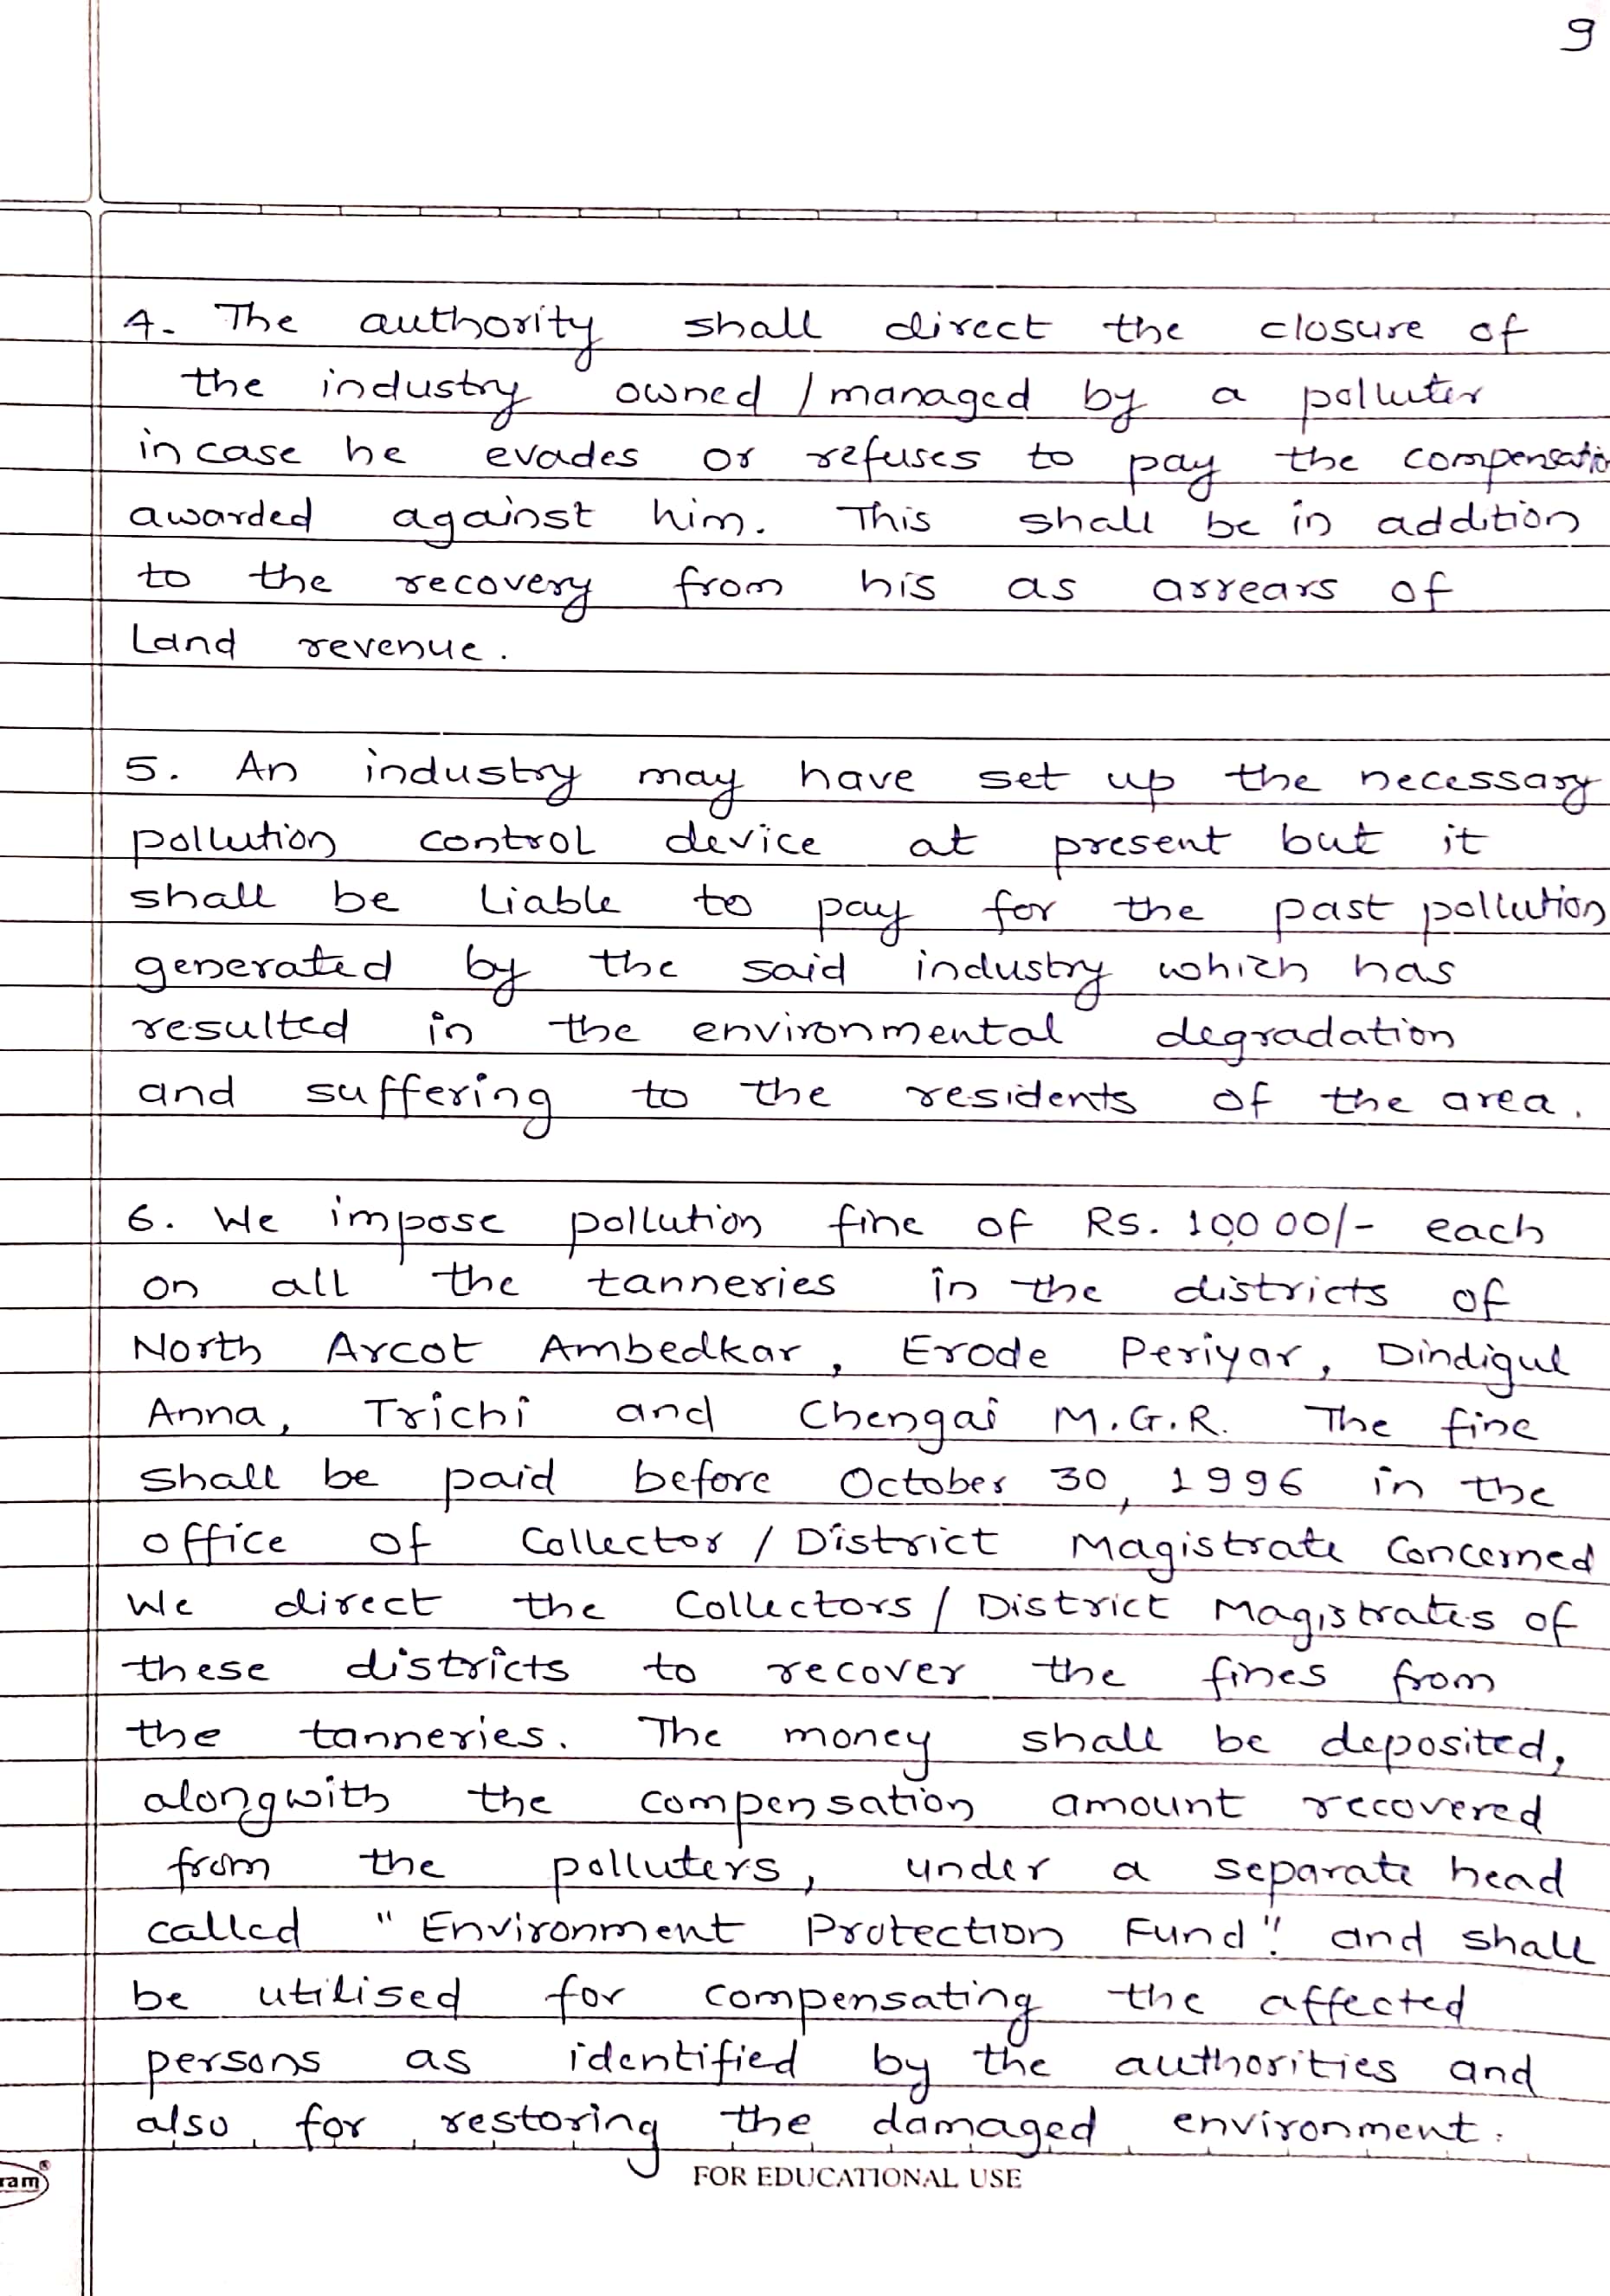 9
4. The authority shall direct the closure of
the industry owned / managed by a polluter
in case he evades or refuses to pay the compensatio
awarded against him. This shall be in addition
to the recovery from his as arrears of
Land revenue.
5. An industry may have set up the necessary
pollution control device at present but it
shall be liable to pay for the past pollution
generated by the said industry which has
resulted in the environmental degradation
and suffering to the residents of the area.
6. We impose pollution fine of RS. 10,000/- each
on all the tanneries in the districts of
North Arcot Ambedkar, Erode Periyar, Dindigul
Anna, Trichi and Chengai M.G.R. The fine
shall be paid before October 30, 1996 in the
office of Collector / District Magistrate Concerned
We direct the Collectors / District Magistrates of
these districts to recover the fines from
the tanneries. The money shall be deposited,
alongwith the compensation amount recovered
from the polluters, under a separate head
called "Environment Protection Fund". and shall
be utilised for compensating the affected
persons as identified by the authorities and
also for restoring the damaged environment.
ram®
FOR EDUCATIONAL USE